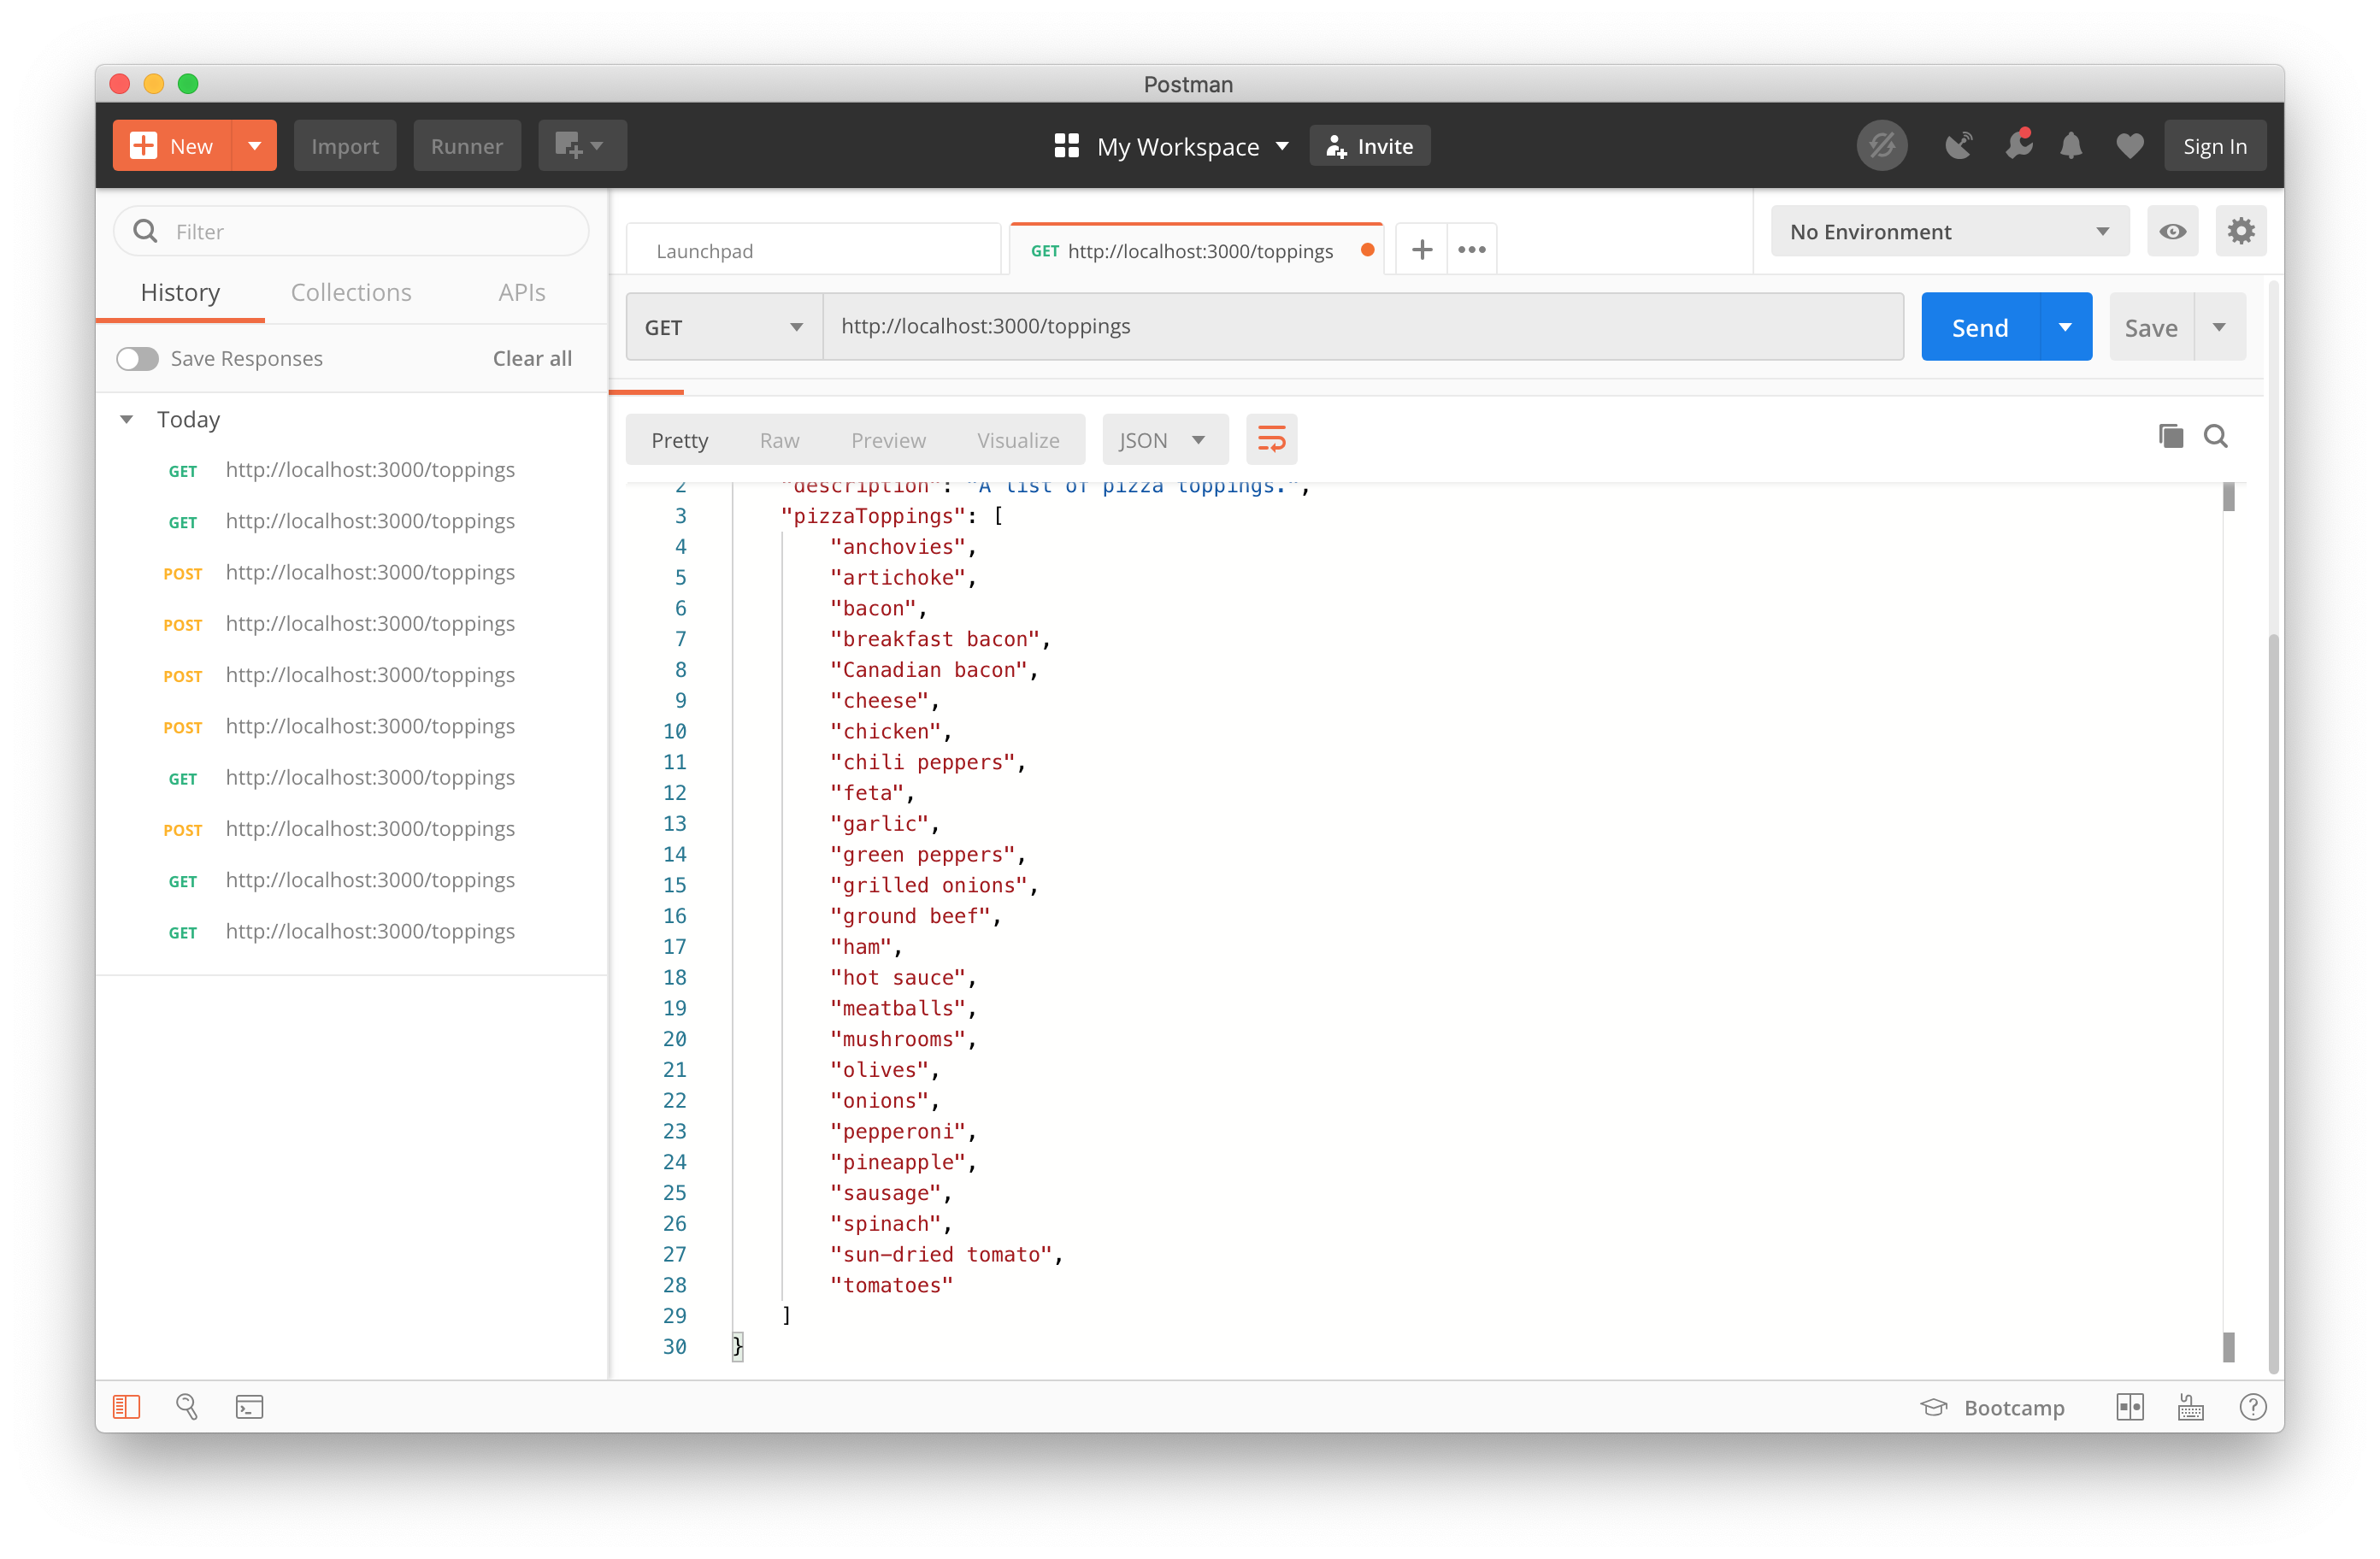 Postman
New
Import
Runner
My Workspace
Invite
Sign In
Filter
History
Collections
APIs
Save Responses
Clear all
Today
GET http://localhost:3000/toppings
GET http://localhost:3000/toppings
POST http://localhost:3000/toppings
POST http://localhost:3000/toppings
POST http://localhost:3000/toppings
POST http://localhost:3000/toppings
GET http://localhost:3000/toppings
POST http://localhost:3000/toppings
GET http://localhost:3000/toppings
GET http://localhost:3000/toppings
Launchpad
GET http://localhost:3000/toppings
No Environment
GET
http://localhost:3000/toppings
Send
Save
Pretty
Raw
Preview
Visualize
JSON
2 "description": "A list of pizza toppings.",
3 "pizzaToppings": [
4 "anchovies",
5 "artichoke",
6 "bacon",
7 "breakfast bacon",
8 "Canadian bacon",
9 "cheese",
10 "chicken",
11 "chili peppers",
12 "feta",
13 "garlic",
14 "green peppers",
15 "grilled onions",
16 "ground beef",
17 "ham",
18 "hot sauce",
19 "meatballs",
20 "mushrooms",
21 "olives",
22 "onions",
23 "pepperoni",
24 "pineapple",
25 "sausage",
26 "spinach",
27 "sun-dried tomato",
28 "tomatoes"
29 ]
30 }
Bootcamp